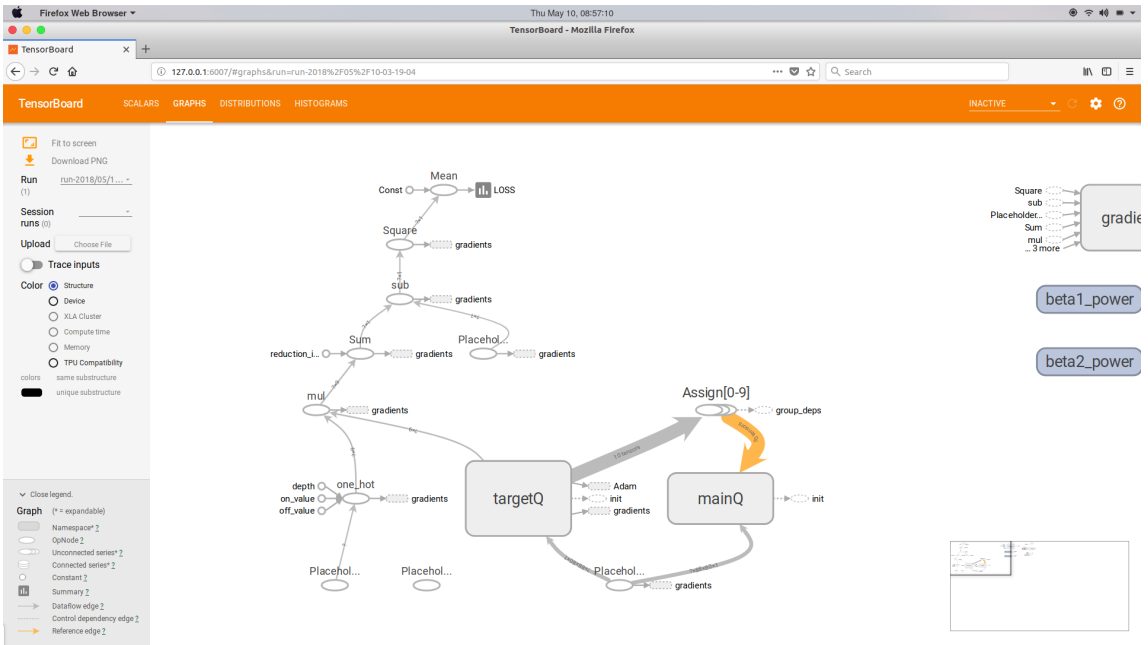 Firefox Web Browser
Thu May 10, 08:57:10
TensorBoard - Mozilla Firefox
TensorBoard
127.0.0.1:6007/#graphs&run=run-2018%2F05%2F10-03-19-04
Search
TensorBoard
SCALARS
GRAPHS
DISTRIBUTIONS
HISTOGRAMS
INACTIVE
Fit to screen
Download PNG
Run
(1)
run-2018/05/1...
Session
runs (0)
Upload
Choose File
Trace inputs
Color
Structure
Device
XLA Cluster
Compute time
Memory
TPU Compatibility
colors
same substructure
unique substructure
Close legend.
Graph
(* = expandable)
Namespace* ?
OpNode ?
Unconnected series* ?
Connected series* ?
Constant ?
Summary ?
Dataflow edge ?
Control dependency edge ?
Reference edge ?
Mean
Const
LOSS
Square
gradients
sub
gradients
Sum
reduction_i...
gradients
Placehol...
gradients
mul
gradients
Assign[0-9]
group_deps
10 tensors
depth
on_value
off_value
one_hot
gradients
targetQ
Adam
init
gradients
mainQ
init
Placehol...
Placehol...
Placehol...
gradients
Square
sub
Placeholder...
Sum
mul
... 3 more
gradie
beta1_power
beta2_power